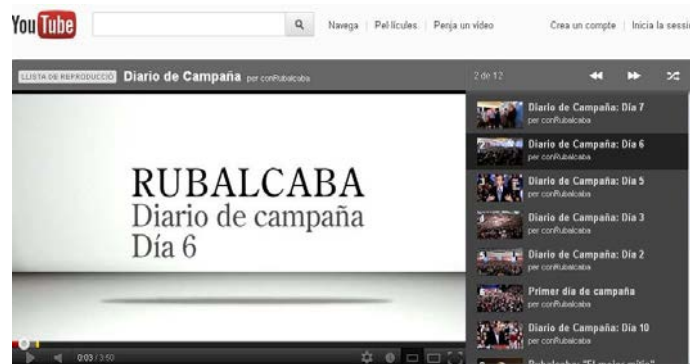 YouTube
Navega | Pel·lícules | Penja un vídeo
Crea un compte | Inicia la sessi
LLISTA DE REPRODUCCIÓ Diario de Campaña per conRubalcaba
2 de 12
RUBALCABA
Diario de campaña
Día 6
0:03 / 3:50
Diario de Campaña: Día 7
per conRubalcaba
Diario de Campaña: Día 6
per conRubalcaba
Diario de Campaña: Día 5
per conRubalcaba
Diario de Campaña: Día 3
per conRubalcaba
Diario de Campaña: Día 2
per conRubalcaba
Primer día de campaña
per conRubalcaba
Diario de Campaña: Día 10
per conRubalcaba
Rubalcaba: "El mejor mitin"